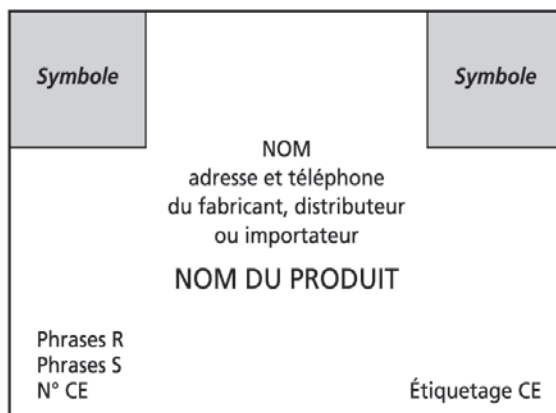 Symbole
Symbole
NOM
adresse et téléphone
du fabricant, distributeur
ou importateur
NOM DU PRODUIT
Phrases R
Phrases S
N° CE
Étiquetage CE